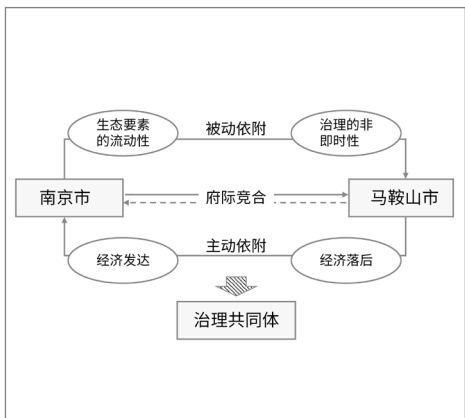 生态要素
的流动性
被动依附
治理的非
即时性
南京市
府际竞合
马鞍山市
经济发达
主动依附
经济落后
治理共同体